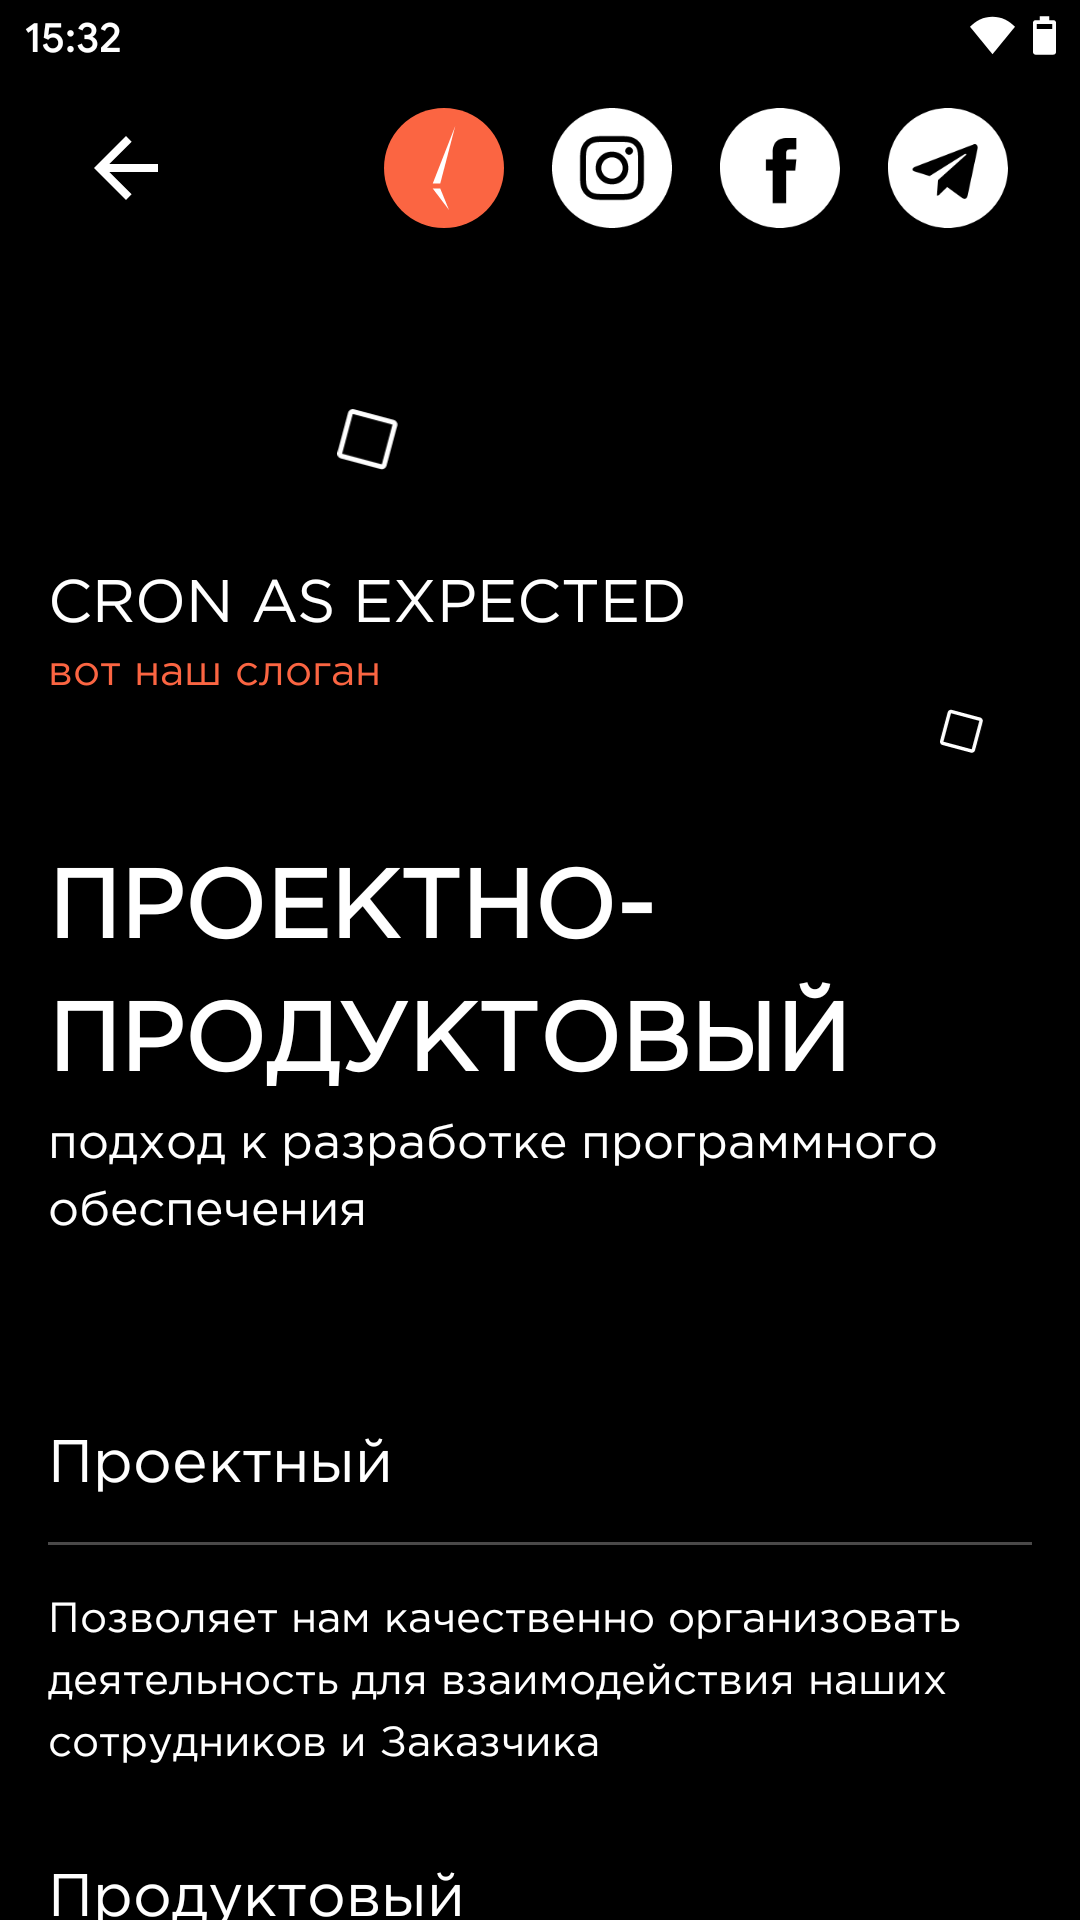 15:32
CRON AS EXPECTED
вот наш слоган
ПРОЕКТНО-
ПРОДУКТОВЫЙ
подход к разработке программного
обеспечения
Проектный
Позволяет нам качественно организовать
деятельность для взаимодействия наших
сотрудников и Заказчика
Продуктовый